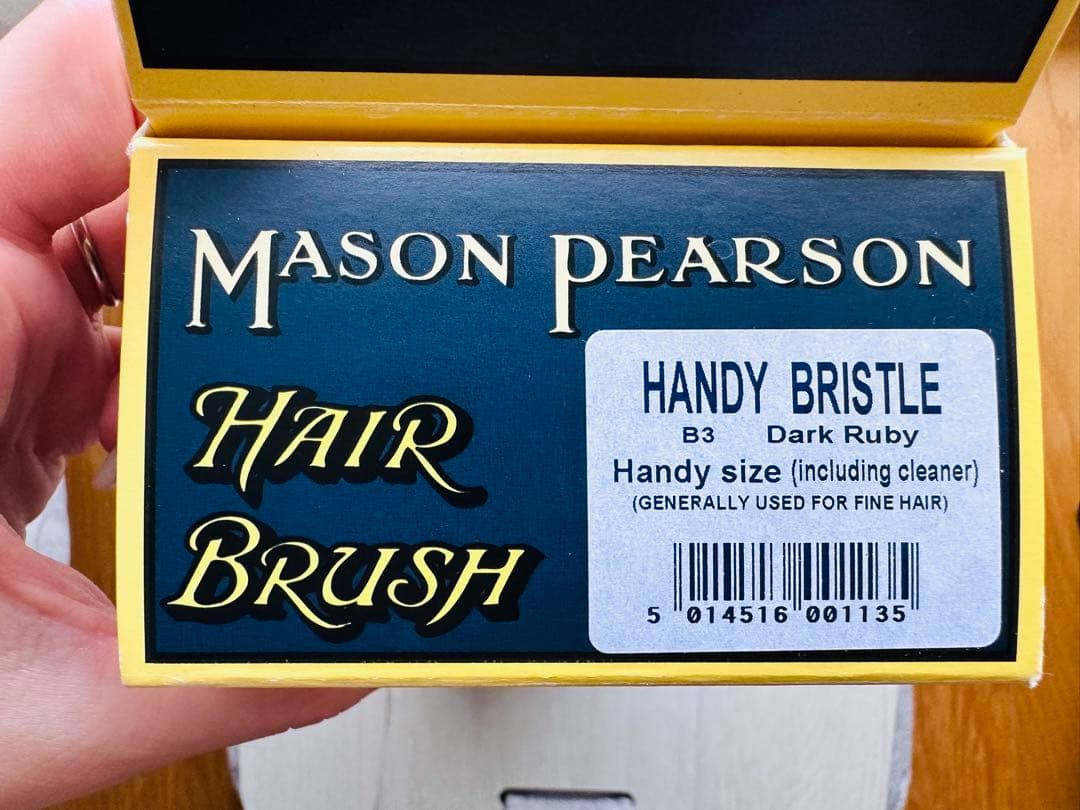 MASON PEARSON
HAIR
BRUSH
HANDY BRISTLE
B3 Dark Ruby
Handy size (including cleaner)
(GENERALLY USED FOR FINE HAIR)
5 014516 001135